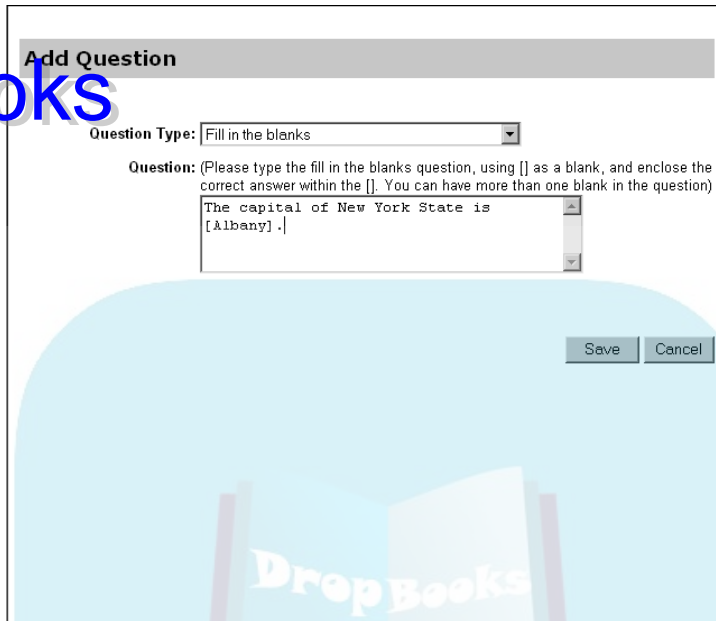 Add Question
oks
Question Type: Fill in the blanks
Question: (Please type the fill in the blanks question, using [] as a blank, and enclose the
correct answer within the []. You can have more than one blank in the question)
The capital of New York State is
[Albany].
Save Cancel
DropBooks